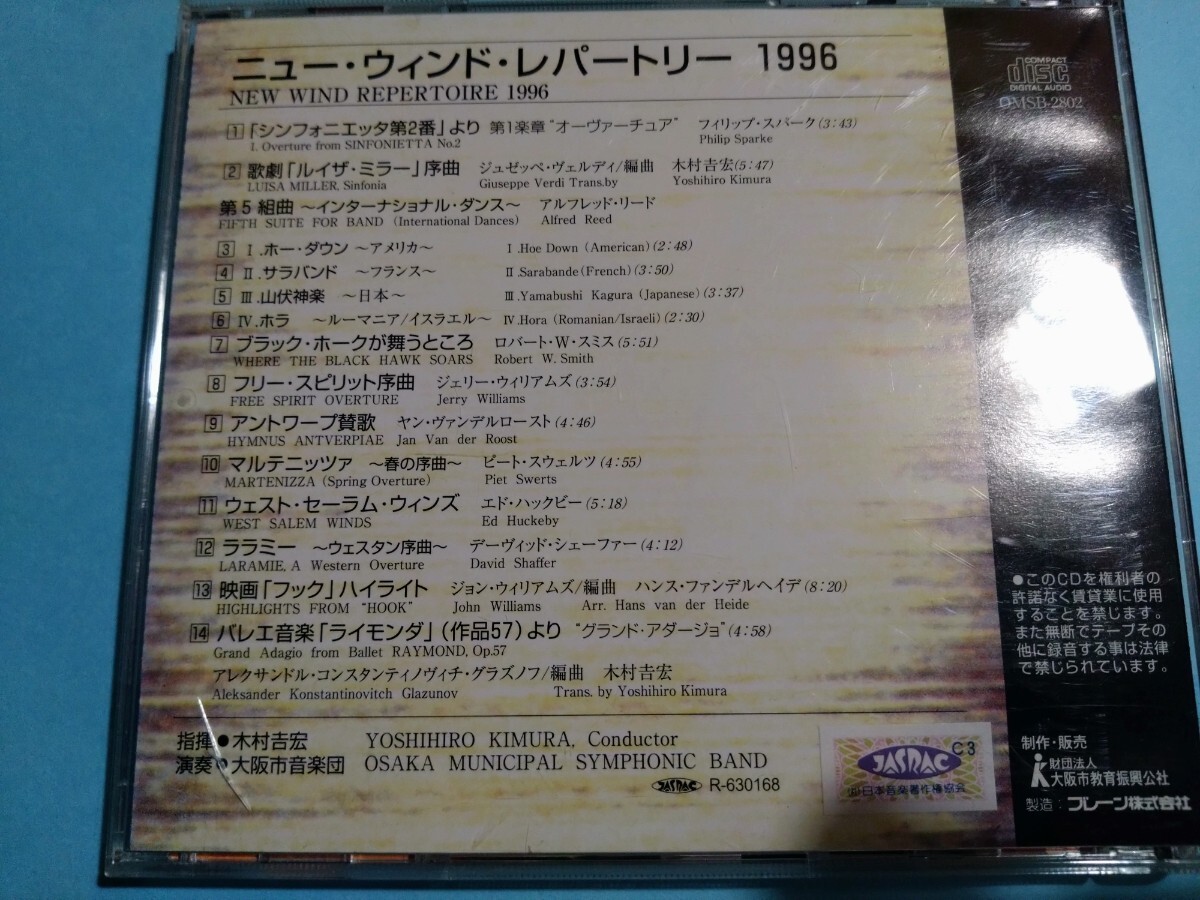 ニュー・ウィンド・レパートリー 1996
NEW WIND REPERTOIRE 1996
COMPACT
disc
DIGITAL AUDIO
OMSB-2802
1 「シンフォニエッタ第2番」より 第1楽章“オーヴァーチュア” フィリップ・スパーク(3:43)
I. Overture from SINFONIETTA No.2 Philip Sparke
2 歌劇「ルイザ・ミラー」序曲 ジュゼッペ・ヴェルディ/編曲 木村吉宏(5:47)
LUISA MILLER, Sinfonia Giuseppe Verdi Trans.by Yoshihiro Kimura
第5組曲 ～インターナショナル・ダンス～ アルフレッド・リード
FIFTH SUITE FOR BAND (International Dances) Alfred Reed
3 I.ホー・ダウン ～アメリカ～ I.Hoe Down (American)(2:48)
4 II.サラバンド ～フランス～ II.Sarabande(French)(3:50)
5 III.山伏神楽 ～日本～ III.Yamabushi Kagura (Japanese)(3:37)
6 IV.ホラ ～ルーマニア/イスラエル～ IV.Hora (Romanian/Israeli)(2:30)
7 ブラック・ホークが舞うところ ロバート・W・スミス(5:51)
WHERE THE BLACK HAWK SOARS Robert W. Smith
8 フリー・スピリット序曲 ジェリー・ウィリアムズ(3:54)
FREE SPIRIT OVERTURE Jerry Williams
9 アントワープ賛歌 ヤン・ヴァンデルロースト(4:46)
HYMNUS ANTVERPIAE Jan Van der Roost
10 マルテニッツァ ～春の序曲～ ピート・スウェルツ(4:55)
MARTENIZZA (Spring Overture) Piet Swerts
11 ウェスト・セーラム・ウィンズ エド・ハックビー(5:18)
WEST SALEM WINDS Ed Huckeby
12 ララミー ～ウェスタン序曲～ デーヴィッド・シェーファー(4:12)
LARAMIE, A Western Overture David Shaffer
13 映画「フック」ハイライト ジョン・ウィリアムズ/編曲 ハンス・ファンデルヘイデ(8:20)
HIGHLIGHTS FROM “HOOK” John Williams Arr. Hans van der Heide
14 バレエ音楽「ライモンダ」(作品57)より “グランド・アダージョ”(4:58)
Grand Adagio from Ballet RAYMOND, Op.57
アレクサンドル・コンスタンティノヴィチ・グラズノフ/編曲 木村吉宏
Aleksander Konstantinovitch Glazunov Trans. by Yoshihiro Kimura
指揮●木村吉宏 YOSHIHIRO KIMURA, Conductor
演奏●大阪市音楽団 OSAKA MUNICIPAL SYMPHONIC BAND
JASRAC R-630168
C3
JASRAC
(社)日本音楽著作権協会
●このCDを権利者の
許諾なく賃貸業に使用
することを禁じます。
また無断でテープその
他に録音する事は法律
で禁じられています。
制作・販売
財団法人
大阪市教育振興公社
製造：ブレーン株式会社